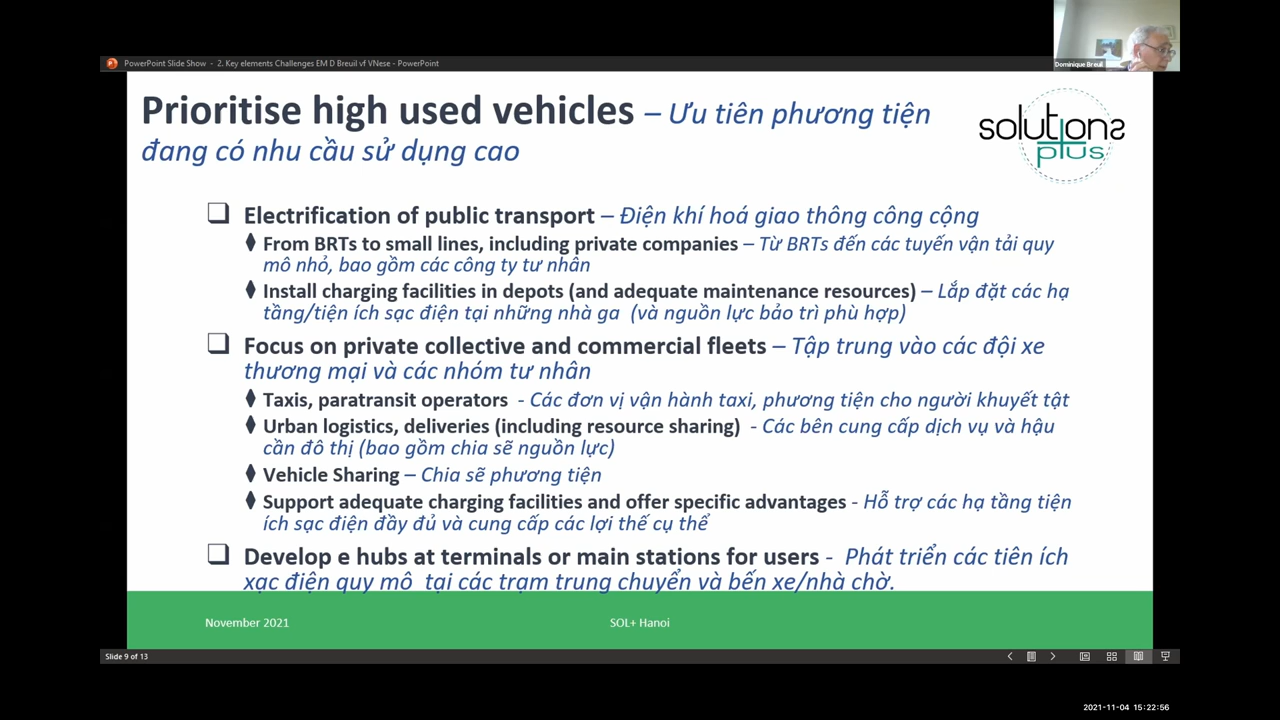 PowerPoint Slide Show - 2. Key elements Challenges EM D Breuil vf VNese - PowerPoint
Dominique Breuil
Prioritise high used vehicles – Ưu tiên phương tiện
đang có nhu cầu sử dụng cao
solutions
plus
Electrification of public transport – Điện khí hoá giao thông công cộng
From BRTs to small lines, including private companies – Từ BRTs đến các tuyến vận tải quy
mô nhỏ, bao gồm các công ty tư nhân
Install charging facilities in depots (and adequate maintenance resources) – Lắp đặt các hạ
tầng/tiện ích sạc điện tại những nhà ga (và nguồn lực bảo trì phù hợp)
Focus on private collective and commercial fleets – Tập trung vào các đội xe
thương mại và các nhóm tư nhân
Taxis, paratransit operators - Các đơn vị vận hành taxi, phương tiện cho người khuyết tật
Urban logistics, deliveries (including resource sharing) - Các bên cung cấp dịch vụ và hậu
cần đô thị (bao gồm chia sẽ nguồn lực)
Vehicle Sharing – Chia sẽ phương tiện
Support adequate charging facilities and offer specific advantages - Hỗ trợ các hạ tầng tiện
ích sạc điện đầy đủ và cung cấp các lợi thế cụ thể
Develop e hubs at terminals or main stations for users - Phát triển các tiên ích
xạc điện quy mô tại các trạm trung chuyển và bến xe/nhà chờ.
November 2021
SOL+ Hanoi
Slide 9 of 13
2021-11-04 15:22:56